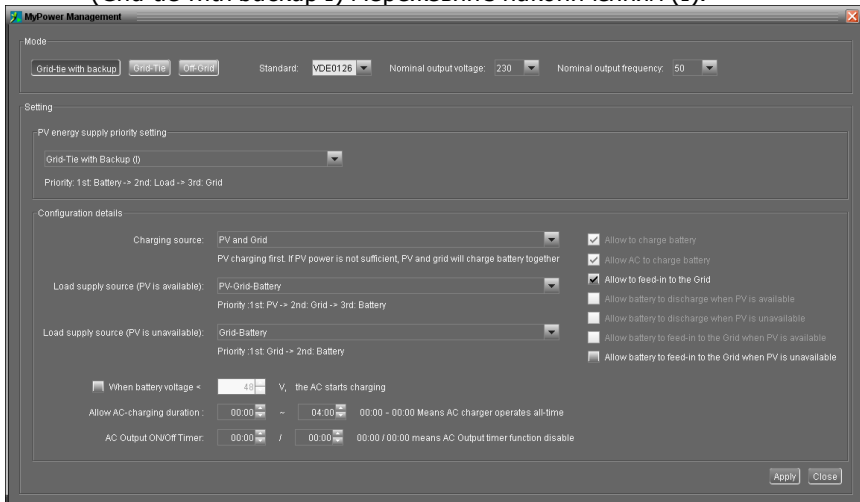 (Grid-tie with backup I) Мережівне накопичення (I).
MyPower Management
Mode
Grid-tie with backup Grid-Tie Off-Grid Standard: VDE0126 Nominal output voltage: 230 Nominal output frequency: 50
Setting
PV energy supply priority setting
Grid-Tie with Backup (I)
Priority: 1st: Battery -> 2nd: Load -> 3rd: Grid
Configuration details
Charging source: PV and Grid
PV charging first. If PV power is not sufficient, PV and grid will charge battery together
Load supply source (PV is available): PV-Grid-Battery
Priority :1st: PV -> 2nd: Grid -> 3rd: Battery
Load supply source (PV is unavailable): Grid-Battery
Priority :1st: Grid -> 2nd: Battery
Allow to charge battery
Allow AC to charge battery
Allow to feed-in to the Grid
Allow battery to discharge when PV is available
Allow battery to discharge when PV is unavailable
Allow battery to feed-in to the Grid when PV is available
Allow battery to feed-in to the Grid when PV is unavailable
When battery voltage < 48 V, the AC starts charging
Allow AC-charging duration : 00:00 ~ 04:00 00:00 - 00:00 Means AC charger operates all-time
AC Output ON/Off Timer: 00:00 / 00:00 00:00 / 00:00 means AC Output timer function disable
Apply Close